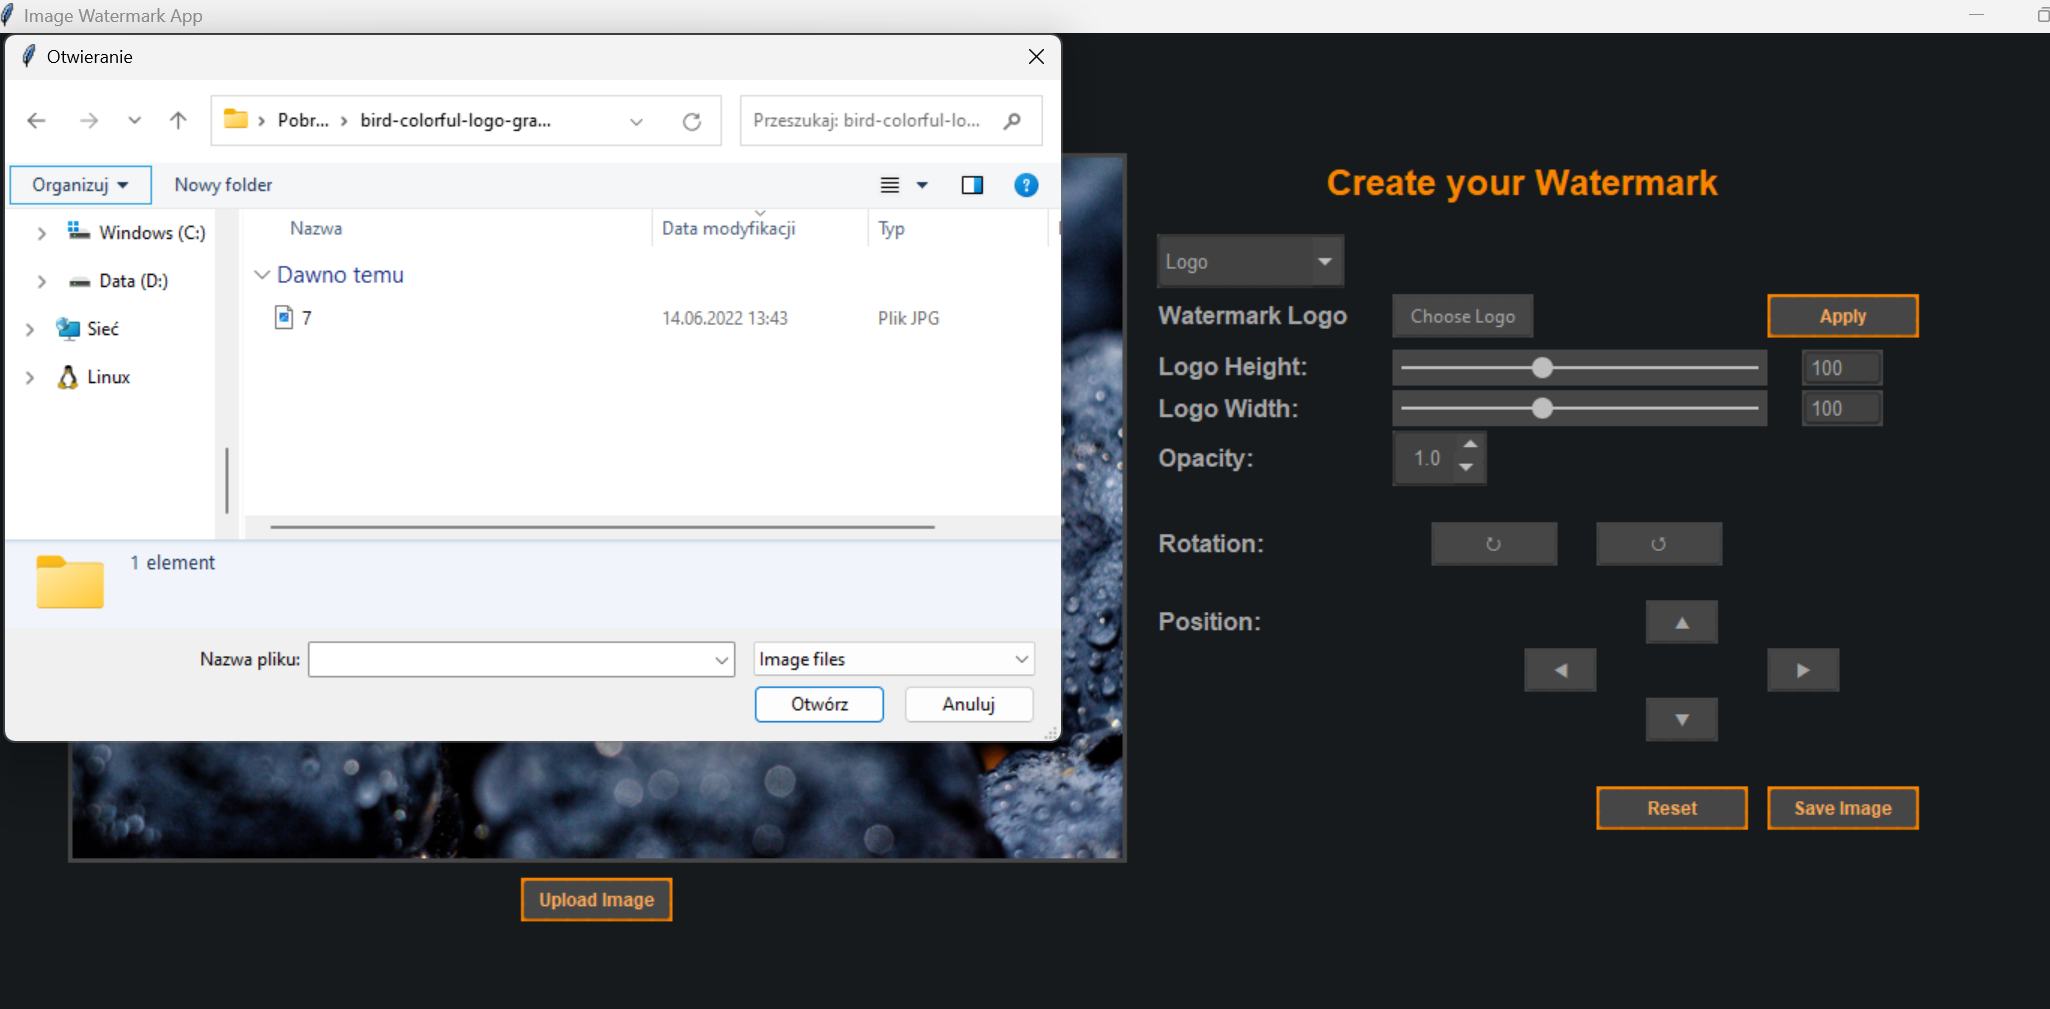 Image Watermark App
Otwieranie
Pobr... bird-colorful-logo-gra...
Przeszukaj: bird-colorful-lo...
Organizuj
Nowy folder
?
Windows (C:)
Data (D:)
Sieć
Linux
Nazwa
Data modyfikacji
Typ
Dawno temu
7
14.06.2022 13:43
Plik JPG
1 element
Nazwa pliku:
Image files
Otwórz
Anuluj
Upload Image
Create your Watermark
Logo
Watermark Logo
Choose Logo
Apply
Logo Height:
100
Logo Width:
100
Opacity:
1.0
Rotation:
↻
↺
Position:
▲
◀
▶
▼
Reset
Save Image